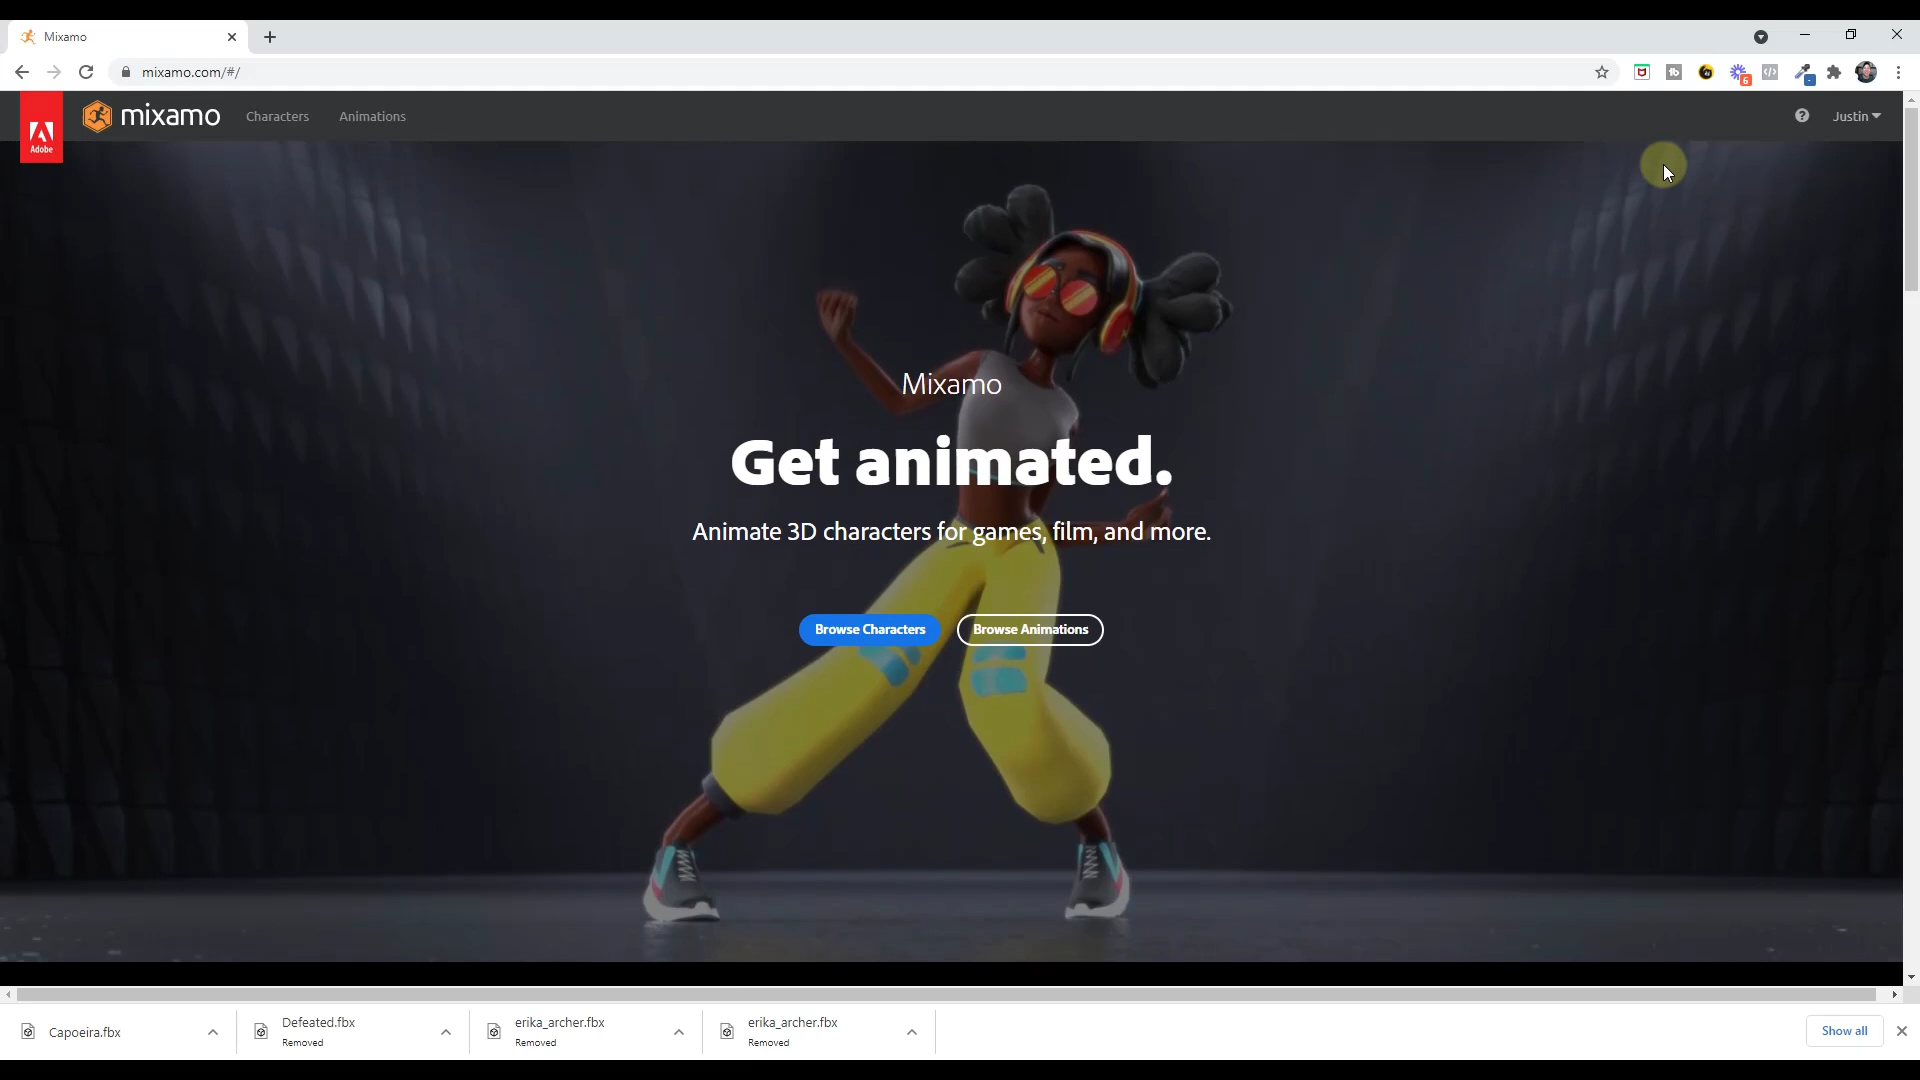 Mixamo
mixamo.com/#/
6
Adobe
mixamo
Characters
Animations
Justin
Mixamo
Get animated.
Animate 3D characters for games, film, and more.
Browse Characters
Browse Animations
Capoeira.fbx
Defeated.fbx
Removed
erika_archer.fbx
Removed
erika_archer.fbx
Removed
Show all